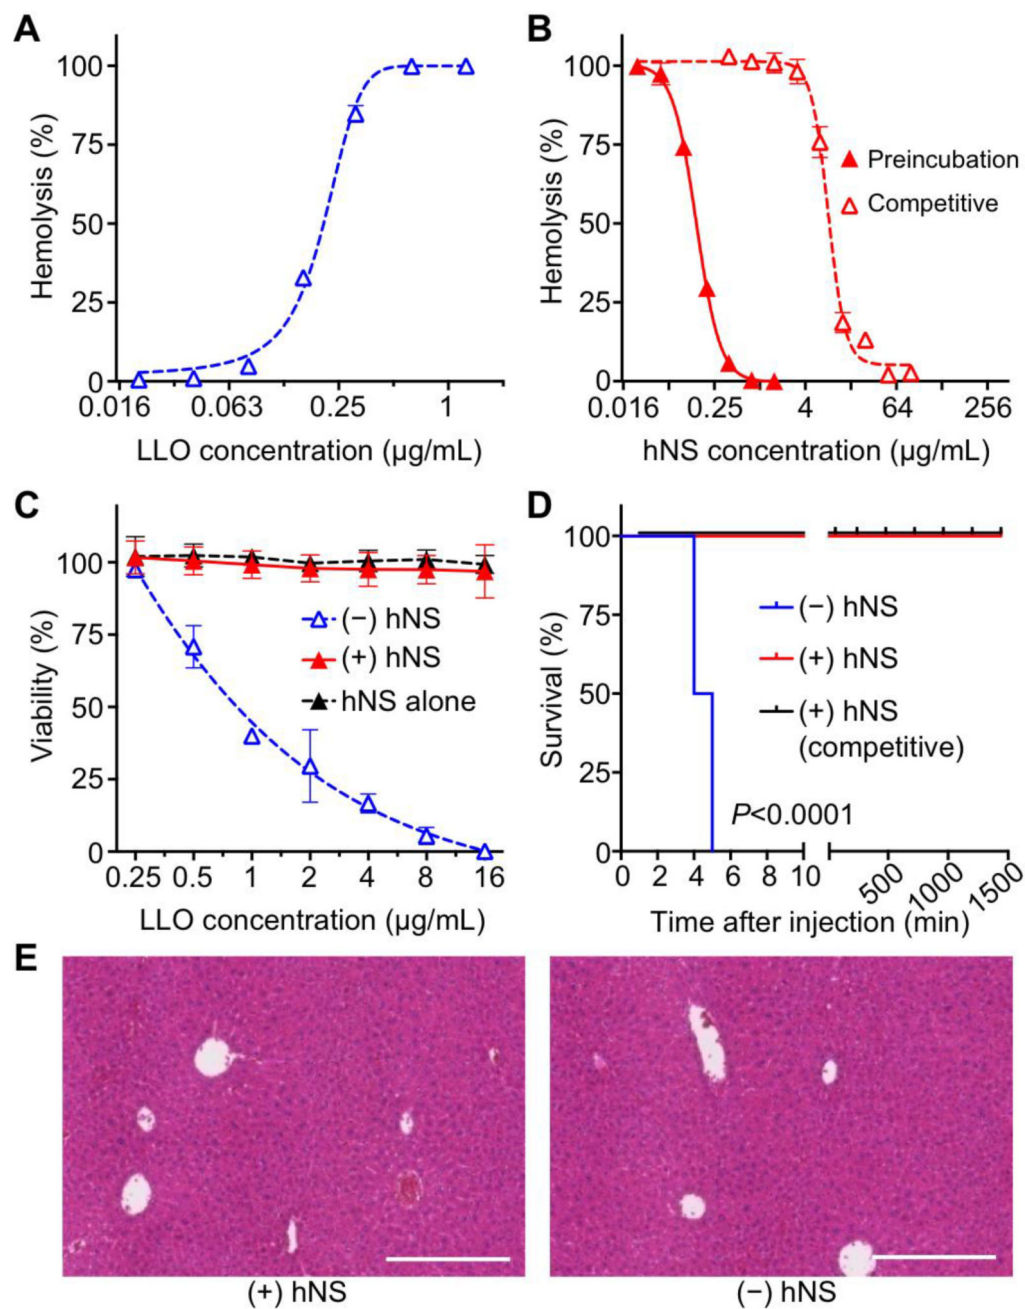 A
Hemolysis (%)
100
75
50
25
0
0.016 0.063 0.25 1
LLO concentration (µg/mL)
B
Hemolysis (%)
100
75
50
25
0
Preincubation
Competitive
0.016 0.25 4 64 256
hNS concentration (µg/mL)
C
Viability (%)
100
75
50
25
0
(−) hNS
(+) hNS
hNS alone
0.25 0.5 1 2 4 8 16
LLO concentration (µg/mL)
D
Survival (%)
100
75
50
25
0
(−) hNS
(+) hNS
(+) hNS
(competitive)
P<0.0001
0 2 4 6 8 10 500 1000 1500
Time after injection (min)
E
(+) hNS
(−) hNS